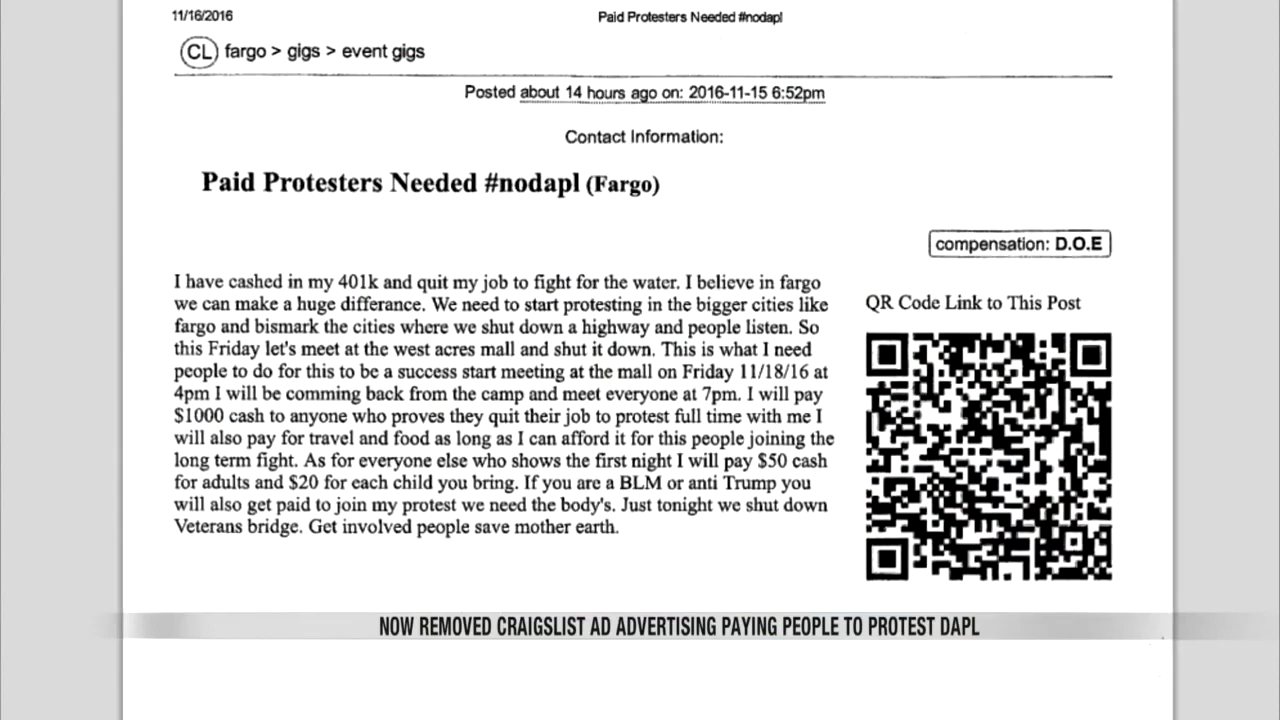 11/16/2016
Paid Protesters Needed #nodapl
CL fargo > gigs > event gigs
Posted about 14 hours ago on: 2016-11-15 6:52pm
Contact Information:
Paid Protesters Needed #nodapl (Fargo)
compensation: D.O.E
I have cashed in my 401k and quit my job to fight for the water. I believe in fargo
we can make a huge differance. We need to start protesting in the bigger cities like
fargo and bismark the cities where we shut down a highway and people listen. So
this Friday let's meet at the west acres mall and shut it down. This is what I need
people to do for this to be a success start meeting at the mall on Friday 11/18/16 at
4pm I will be comming back from the camp and meet everyone at 7pm. I will pay
$1000 cash to anyone who proves they quit their job to protest full time with me I
will also pay for travel and food as long as I can afford it for this people joining the
long term fight. As for everyone else who shows the first night I will pay $50 cash
for adults and $20 for each child you bring. If you are a BLM or anti Trump you
will also get paid to join my protest we need the body's. Just tonight we shut down
Veterans bridge. Get involved people save mother earth.
QR Code Link to This Post
NOW REMOVED CRAIGSLIST AD ADVERTISING PAYING PEOPLE TO PROTEST DAPL